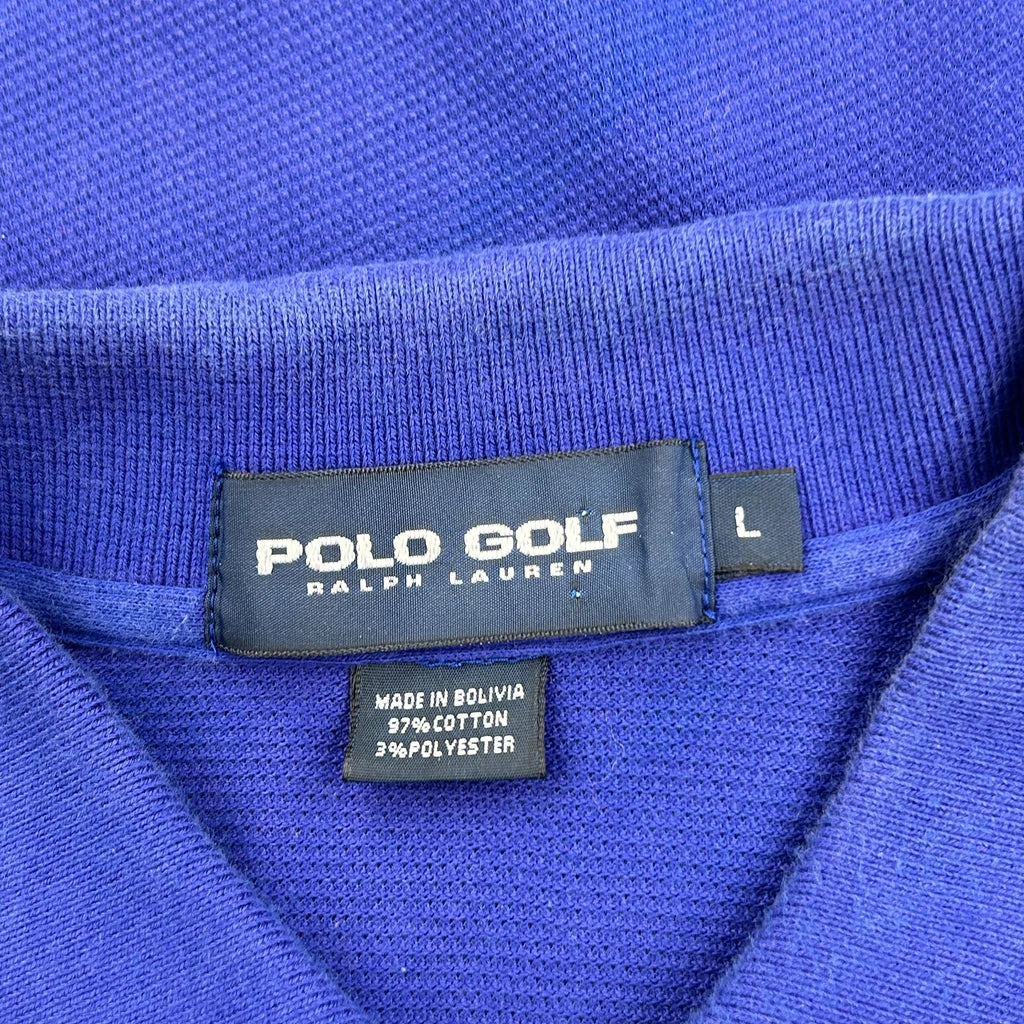 POLO GOLF
RALPH LAUREN
L
MADE IN BOLIVIA
97% COTTON
3% POLYESTER